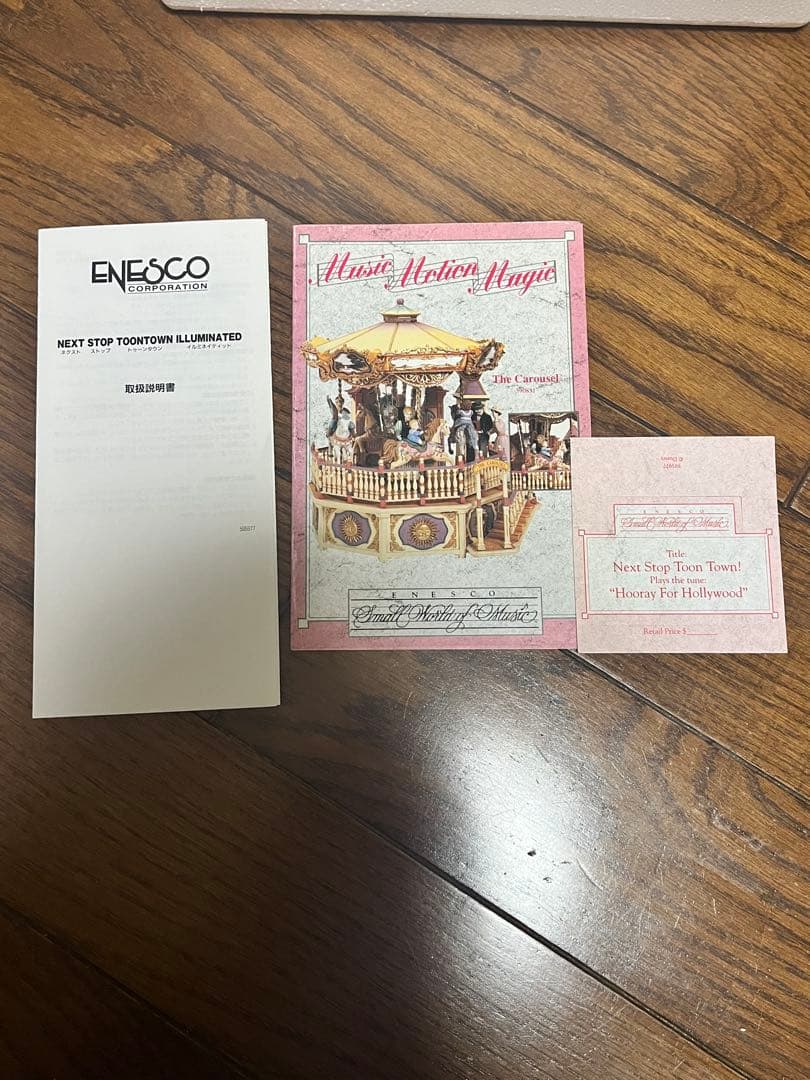 ENESCO
CORPORATION
NEXT STOP TOONTOWN ILLUMINATED
ネクスト ストップ トゥーンタウン イルミネイティット
取扱説明書
Music Motion Magic
The Carousel
ENESCO
Small World of Music
© Disney
ENESCO
Small World of Music
Title:
Next Stop Toon Town!
Plays the tune:
“Hooray For Hollywood”
Retail Price $